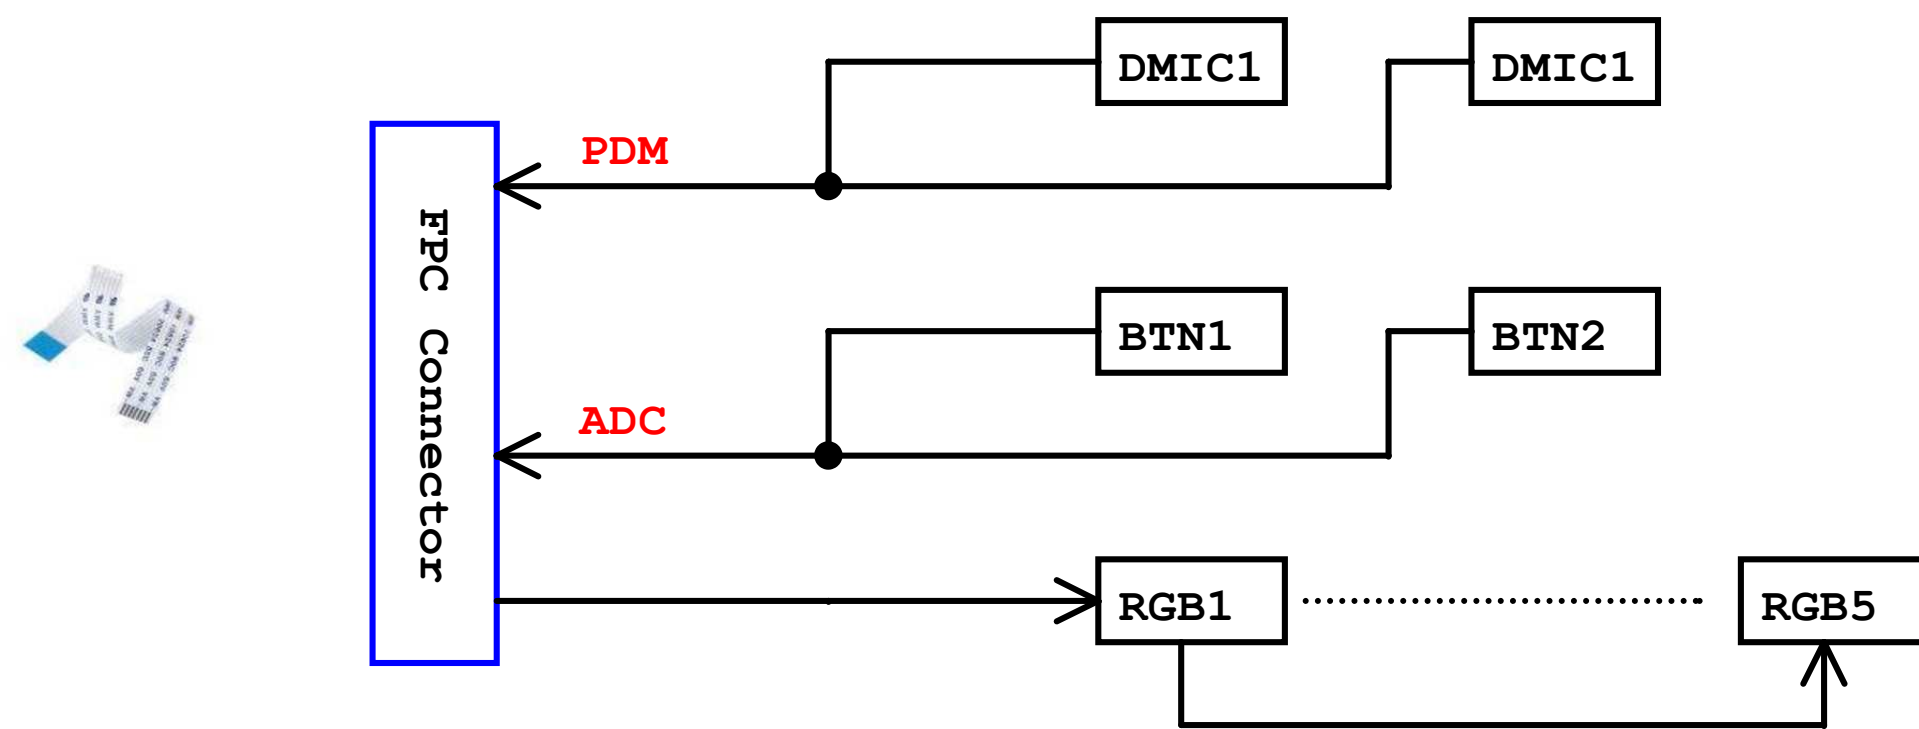 DMIC1
DMIC1
PDM
FPC Connector
BTN1
BTN2
ADC
RGB1
RGB5